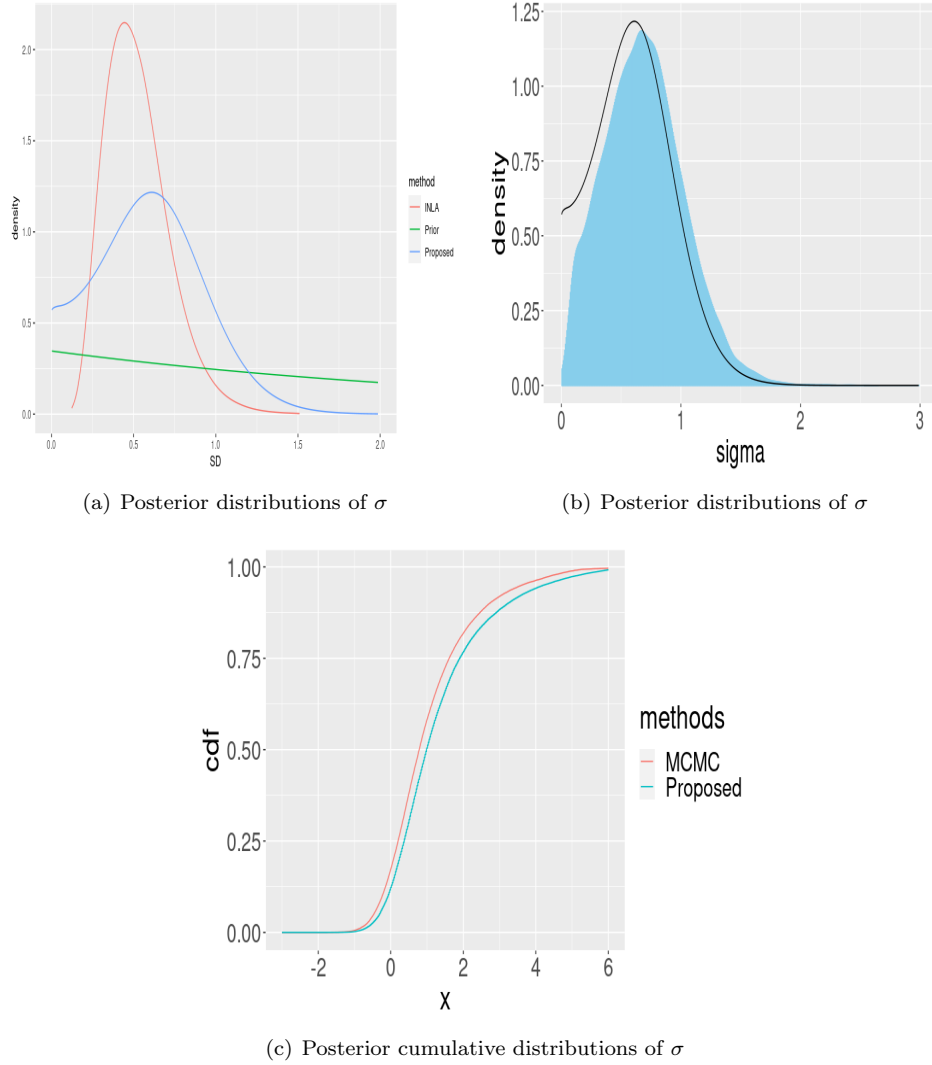 2.0
1.5
1.0
0.5
0.0
density
0.0
0.5
1.0
1.5
2.0
SD
method
INLA
Prior
Proposed
(a) Posterior distributions of σ
1.25
1.00
0.75
0.50
0.25
0.00
density
0
1
2
3
sigma
(b) Posterior distributions of σ
1.00
0.75
0.50
0.25
0.00
cdf
-2
0
2
4
6
X
methods
MCMC
Proposed
(c) Posterior cumulative distributions of σ